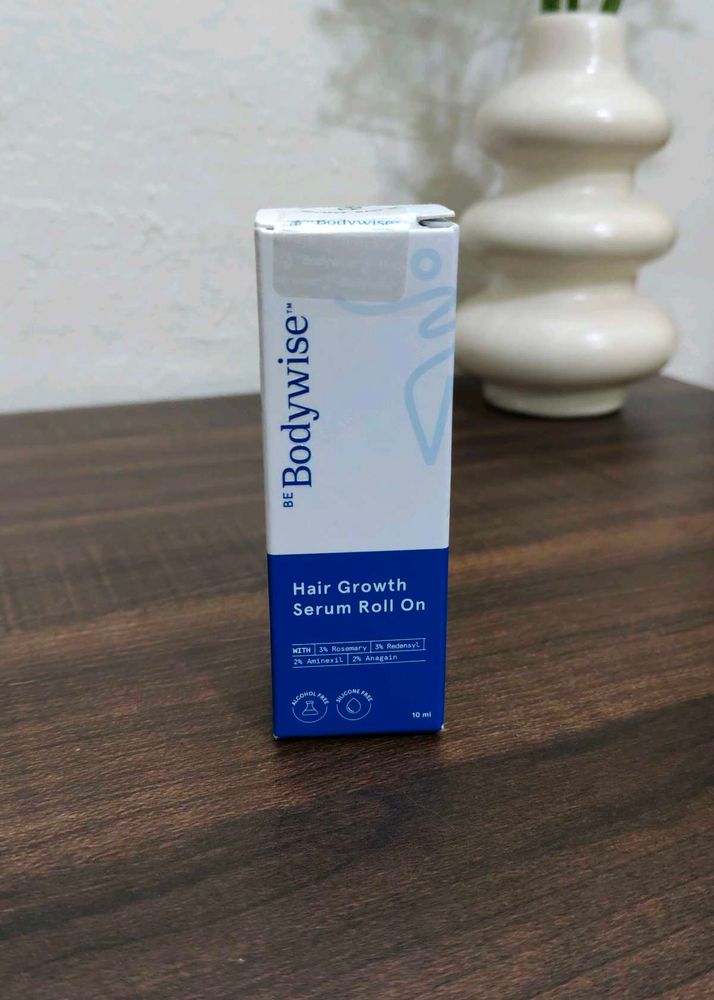 Bodywise
BE Bodywise™
Hair Growth
Serum Roll On
WITH 3% Rosemary 3% Redensyl
2% Aminexil 2% Anagain
ALCOHOL FREE
SILICONE FREE
10 ml